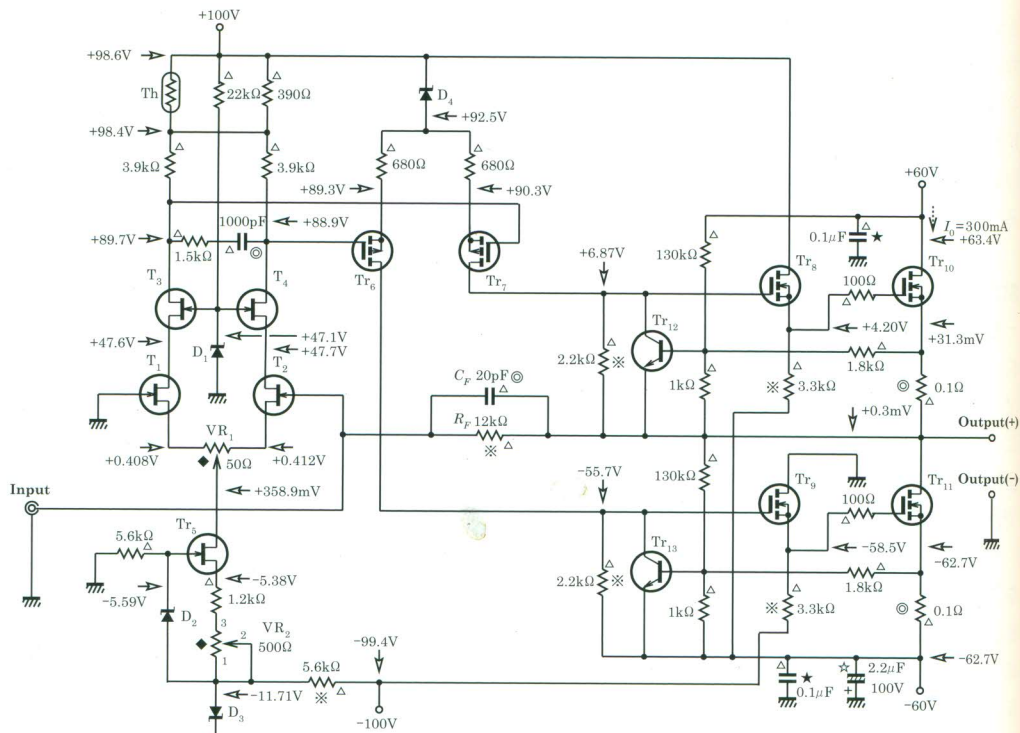 +100V
+98.6V
Th
22kΩ
390Ω
D4
+92.5V
+98.4V
3.9kΩ
3.9kΩ
680Ω
680Ω
+89.3V
+90.3V
+60V
1000pF
+88.9V
+89.7V
1.5kΩ
◎
130kΩ
0.1μF ★
I0=300mA
+63.4V
+6.87V
T3
T4
Tr6
Tr7
Tr8
Tr10
100Ω
+47.6V
D1
+47.1V
+47.7V
Tr12
+4.20V
+31.3mV
T1
T2
2.2kΩ ※
1.8kΩ
CF 20pF ◎
1kΩ
※ 3.3kΩ
◎ 0.1Ω
RF 12kΩ
※
+0.3mV
VR1
◆ 50Ω
+0.408V
+0.412V
Output(+)
Input
+358.9mV
-55.7V
130kΩ
Tr9
Tr11
Output(-)
100Ω
Tr5
5.6kΩ
Tr13
-58.5V
-62.7V
-5.38V
-5.59V
1.2kΩ
2.2kΩ ※
1.8kΩ
D2
3
◆ 2
1
VR2
500Ω
1kΩ
※ 3.3kΩ
◎ 0.1Ω
-99.4V
5.6kΩ
※
-11.71V
-62.7V
★
0.1μF
☆ 2.2μF
+ 100V
D3
-100V
-60V